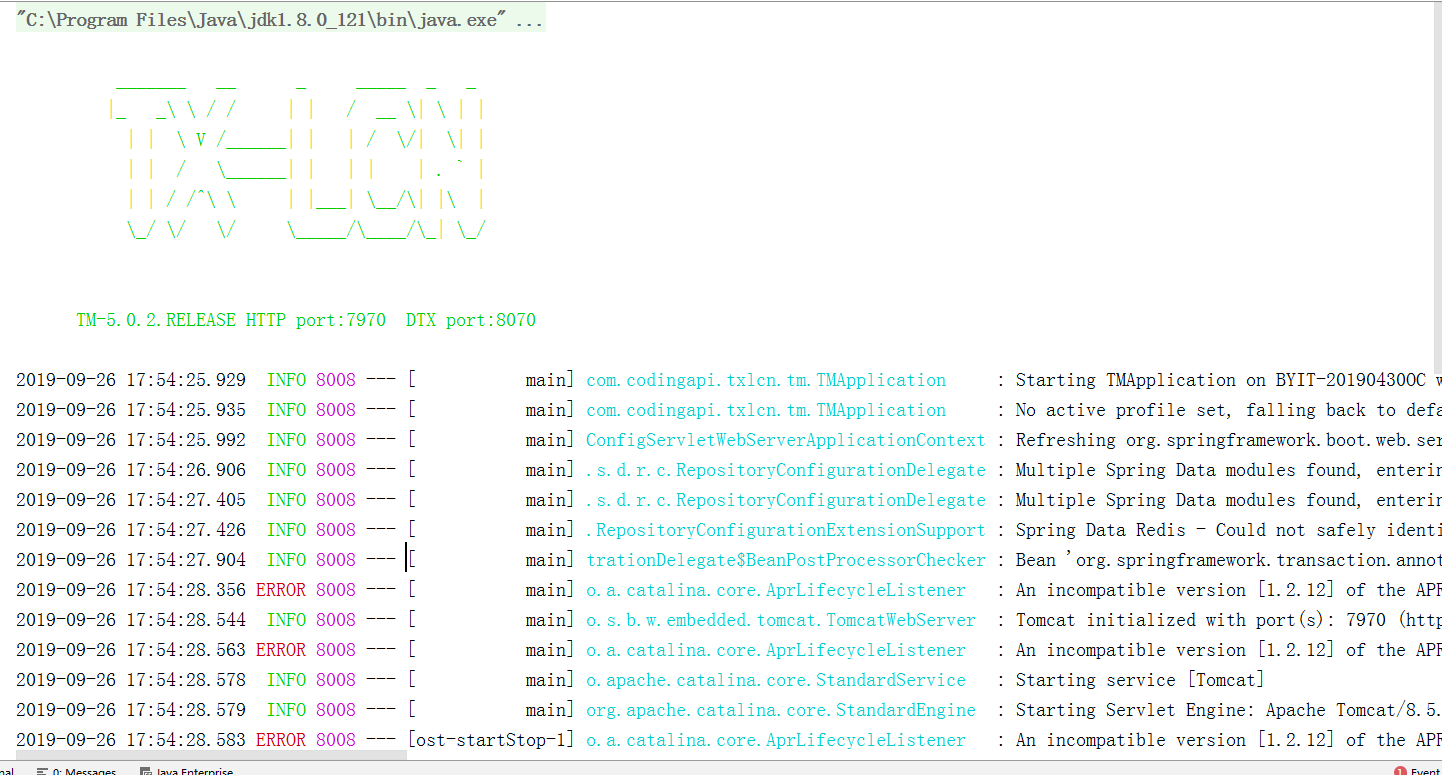 "C:\Program Files\Java\jdk1.8.0_121\bin\java.exe" ...
TX-LCN
TM-5.0.2.RELEASE HTTP port:7970  DTX port:8070
2019-09-26 17:54:25.929  INFO 8008 --- [           main] com.codingapi.txlcn.tm.TMApplication     : Starting TMApplication on BYIT-201904300C w
2019-09-26 17:54:25.935  INFO 8008 --- [           main] com.codingapi.txlcn.tm.TMApplication     : No active profile set, falling back to defa
2019-09-26 17:54:25.992  INFO 8008 --- [           main] ConfigServletWebServerApplicationContext : Refreshing org.springframework.boot.web.ser
2019-09-26 17:54:26.906  INFO 8008 --- [           main] .s.d.r.c.RepositoryConfigurationDelegate : Multiple Spring Data modules found, enterin
2019-09-26 17:54:27.405  INFO 8008 --- [           main] .s.d.r.c.RepositoryConfigurationDelegate : Multiple Spring Data modules found, enterin
2019-09-26 17:54:27.426  INFO 8008 --- [           main] .RepositoryConfigurationExtensionSupport : Spring Data Redis - Could not safely identi
2019-09-26 17:54:27.904  INFO 8008 --- [           main] trationDelegate$BeanPostProcessorChecker : Bean 'org.springframework.transaction.annot
2019-09-26 17:54:28.356 ERROR 8008 --- [           main] o.a.catalina.core.AprLifecycleListener   : An incompatible version [1.2.12] of the APR
2019-09-26 17:54:28.544  INFO 8008 --- [           main] o.s.b.w.embedded.tomcat.TomcatWebServer  : Tomcat initialized with port(s): 7970 (http
2019-09-26 17:54:28.563 ERROR 8008 --- [           main] o.a.catalina.core.AprLifecycleListener   : An incompatible version [1.2.12] of the APR
2019-09-26 17:54:28.578  INFO 8008 --- [           main] o.apache.catalina.core.StandardService   : Starting service [Tomcat]
2019-09-26 17:54:28.579  INFO 8008 --- [           main] org.apache.catalina.core.StandardEngine  : Starting Servlet Engine: Apache Tomcat/8.5.
2019-09-26 17:54:28.583 ERROR 8008 --- [ost-startStop-1] o.a.catalina.core.AprLifecycleListener   : An incompatible version [1.2.12] of the APR
nal 0: Messages Java Enterprise 1 Event